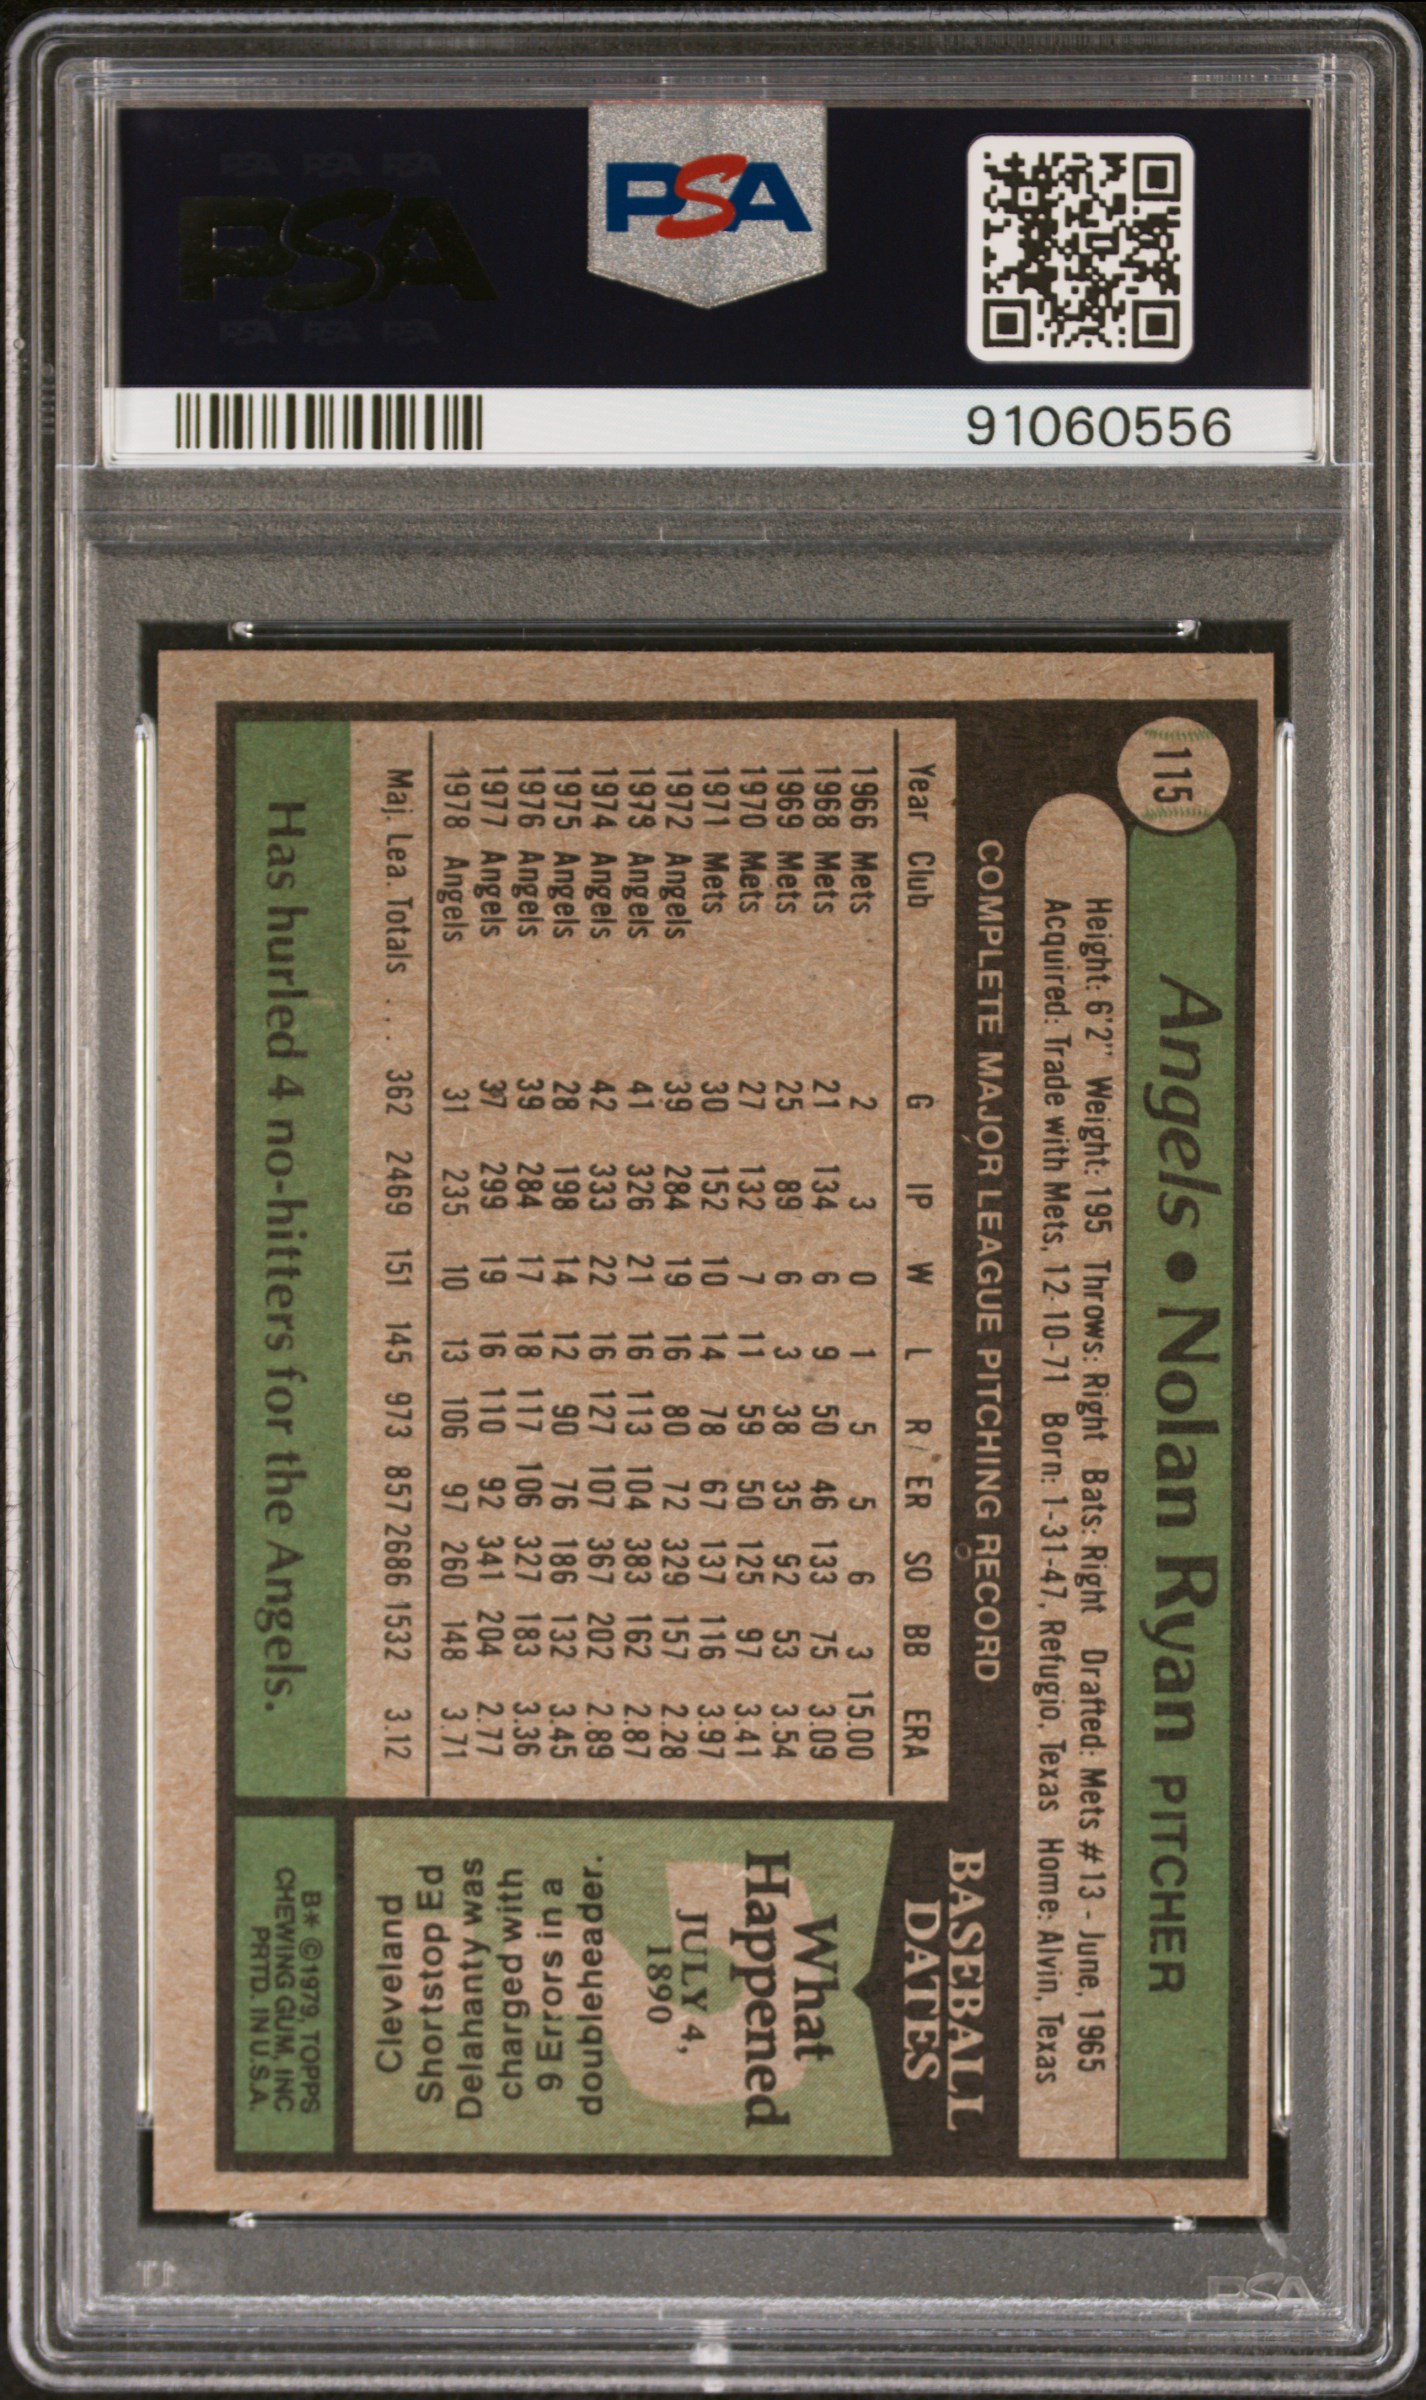 PSA PSA PSA
PSA
PSA PSA PSA
PSA
91060556
115
Angels • Nolan Ryan PITCHER
Height: 6'2" Weight: 195 Throws: Right Bats: Right Drafted: Mets #13 - June, 1965
Acquired: Trade with Mets, 12-10-71 Born: 1-31-47, Refugio, Texas Home: Alvin, Texas
COMPLETE MAJOR LEAGUE PITCHING RECORD
Year Club G IP W L R ER SO BB ERA
1966 Mets 2 3 0 1 5 5 6 3 15.00
1968 Mets 21 134 6 9 50 46 133 75 3.09
1969 Mets 25 89 6 3 38 35 92 53 3.54
1970 Mets 27 132 7 11 59 50 125 97 3.41
1971 Mets 30 152 10 14 78 67 137 116 3.97
1972 Angels 39 284 19 16 80 72 329 157 2.28
1973 Angels 41 326 21 16 113 104 383 162 2.87
1974 Angels 42 333 22 16 127 107 367 202 2.89
1975 Angels 28 198 14 12 90 76 186 132 3.45
1976 Angels 39 284 17 18 117 106 327 183 3.36
1977 Angels 37 299 19 16 110 92 341 204 2.77
1978 Angels 31 235 10 13 106 97 260 148 3.71
Maj. Lea. Totals . . . 362 2469 151 145 973 857 2686 1532 3.12
Has hurled 4 no-hitters for the Angels.
BASEBALL
DATES
What
Happened
JULY 4,
1890
doubleheader.
9 Errors in a
charged with
Delahanty was
Shortstop Ed
Cleveland
B* ©1979, TOPPS
CHEWING GUM, INC
PRTD. IN U.S.A.
PSA